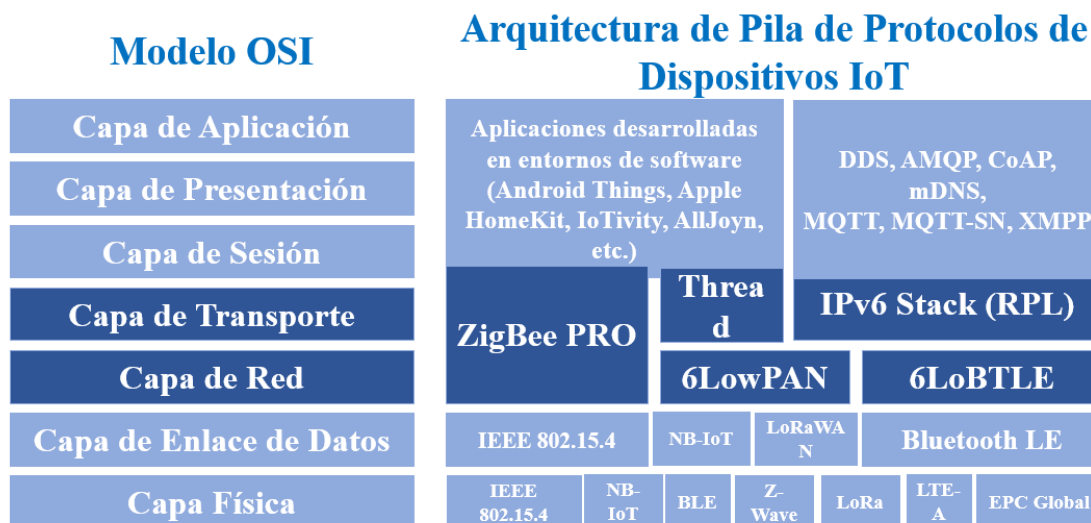 Modelo OSI
Arquitectura de Pila de Protocolos de
Dispositivos IoT
Capa de Aplicación
Capa de Presentación
Capa de Sesión
Capa de Transporte
Capa de Red
Capa de Enlace de Datos
Capa Física
Aplicaciones desarrolladas
en entornos de software
(Android Things, Apple
HomeKit, IoTivity, AllJoyn,
etc.)
DDS, AMQP, CoAP,
mDNS,
MQTT, MQTT-SN, XMPP
ZigBee PRO
Threa
d
IPv6 Stack (RPL)
6LowPAN
6LoBTLE
IEEE 802.15.4
NB-IoT
LoRaWA
N
Bluetooth LE
IEEE
802.15.4
NB-
IoT
BLE
Z-
Wave
LoRa
LTE-
A
EPC Global